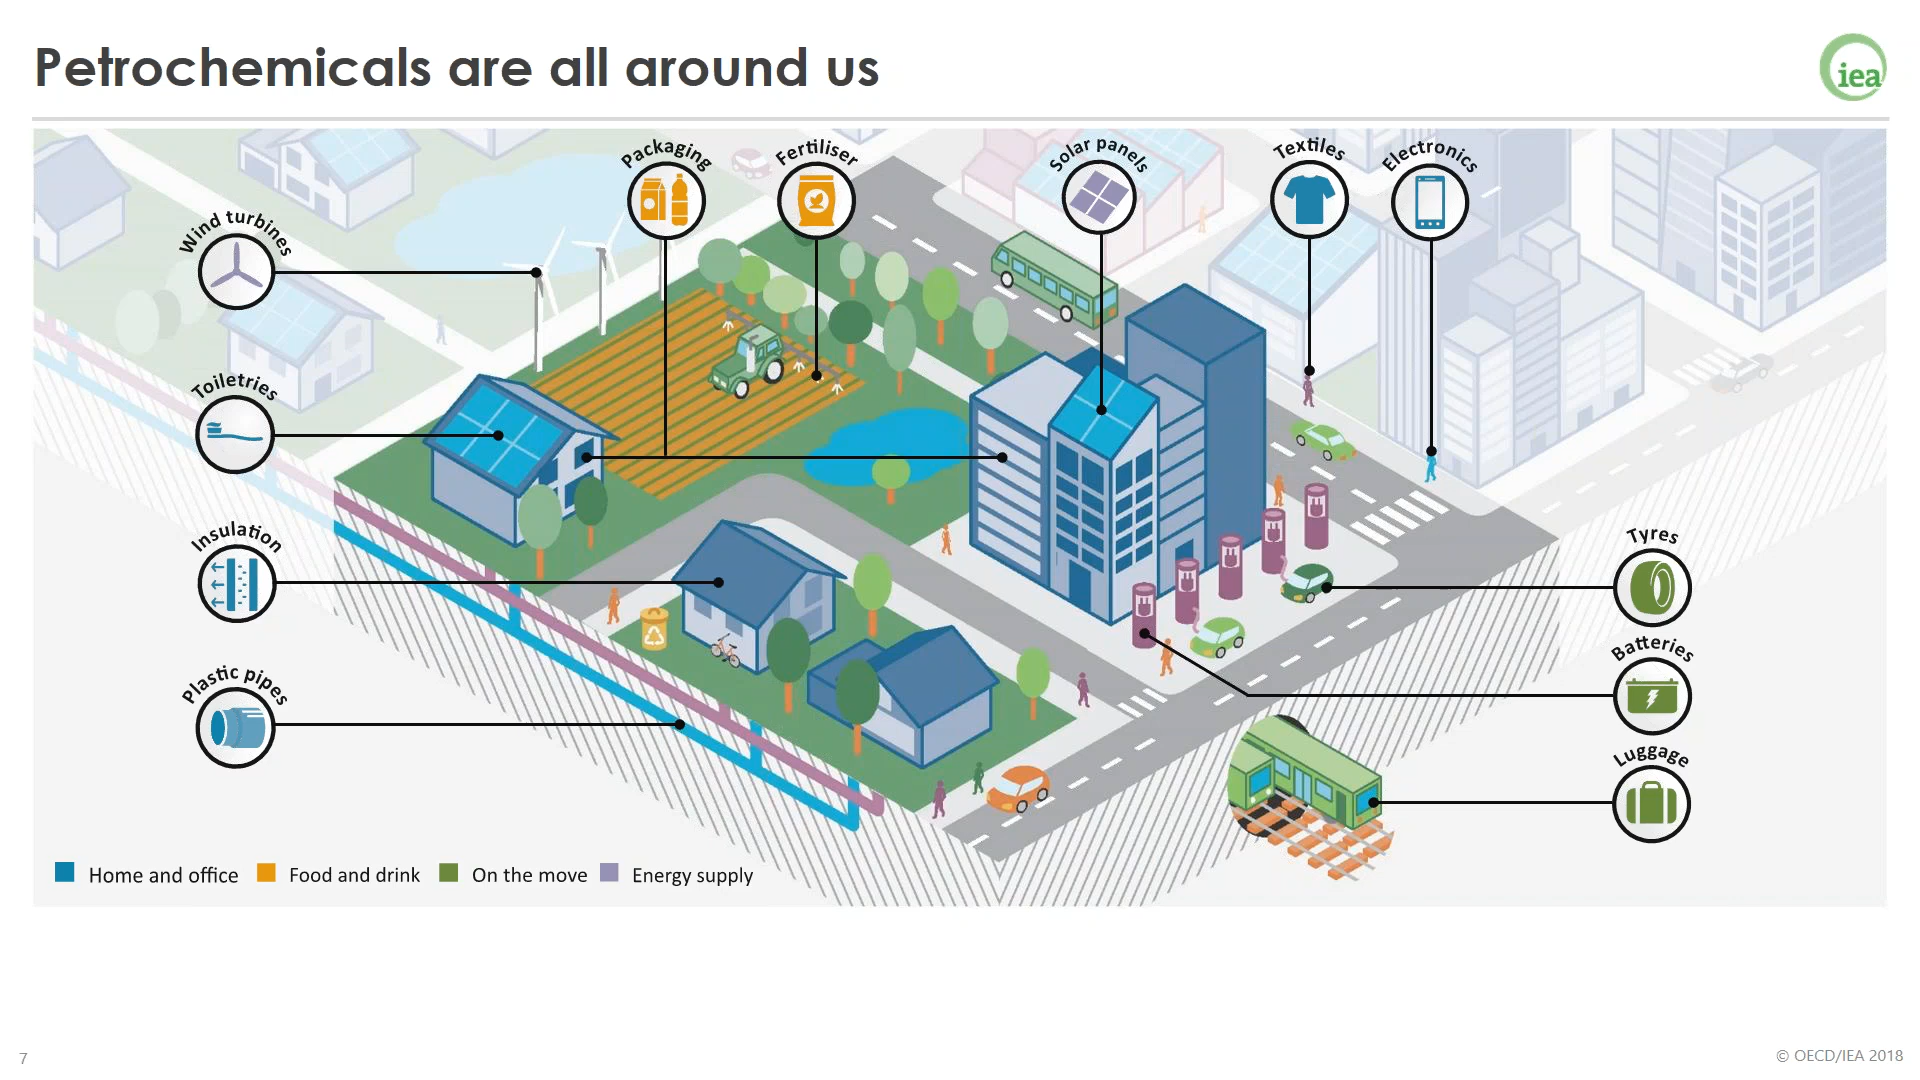 Petrochemicals are all around us
iea
Packaging
Fertiliser
Solar panels
Textiles
Electronics
Wind turbines
Toiletries
Insulation
Tyres
Batteries
Plastic pipes
Luggage
Home and office
Food and drink
On the move
Energy supply
7
© OECD/IEA 2018